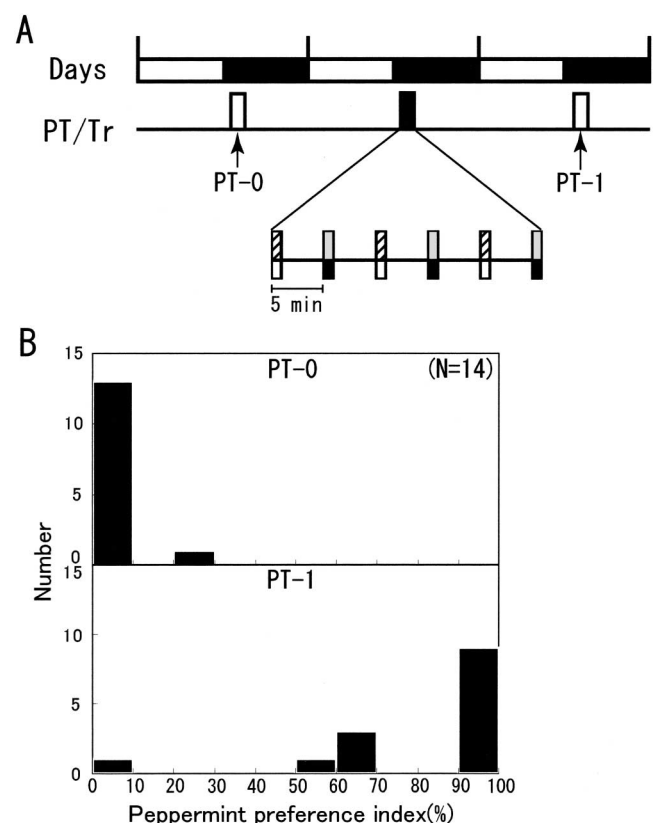 A
Days
PT/Tr
PT-0
PT-1
5 min
B
PT-0
(N=14)
15
10
5
0
PT-1
15
10
5
0
Number
0 10 20 30 40 50 60 70 80 90 100
Peppermint preference index(%)